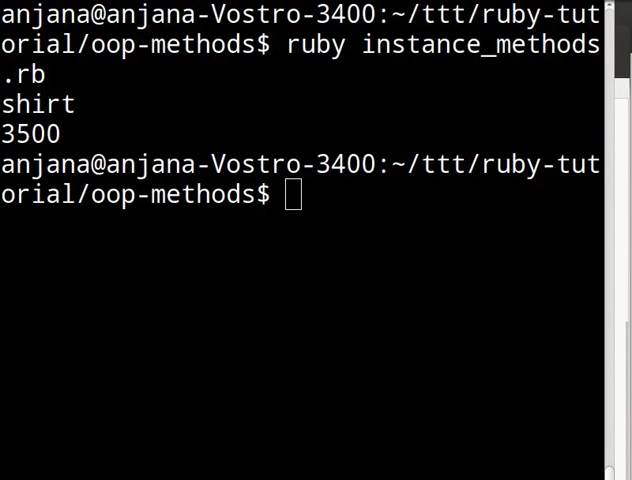 anjana@anjana-Vostro-3400:~/ttt/ruby-tut
orial/oop-methods$ ruby instance_methods
.rb
shirt
3500
anjana@anjana-Vostro-3400:~/ttt/ruby-tut
orial/oop-methods$